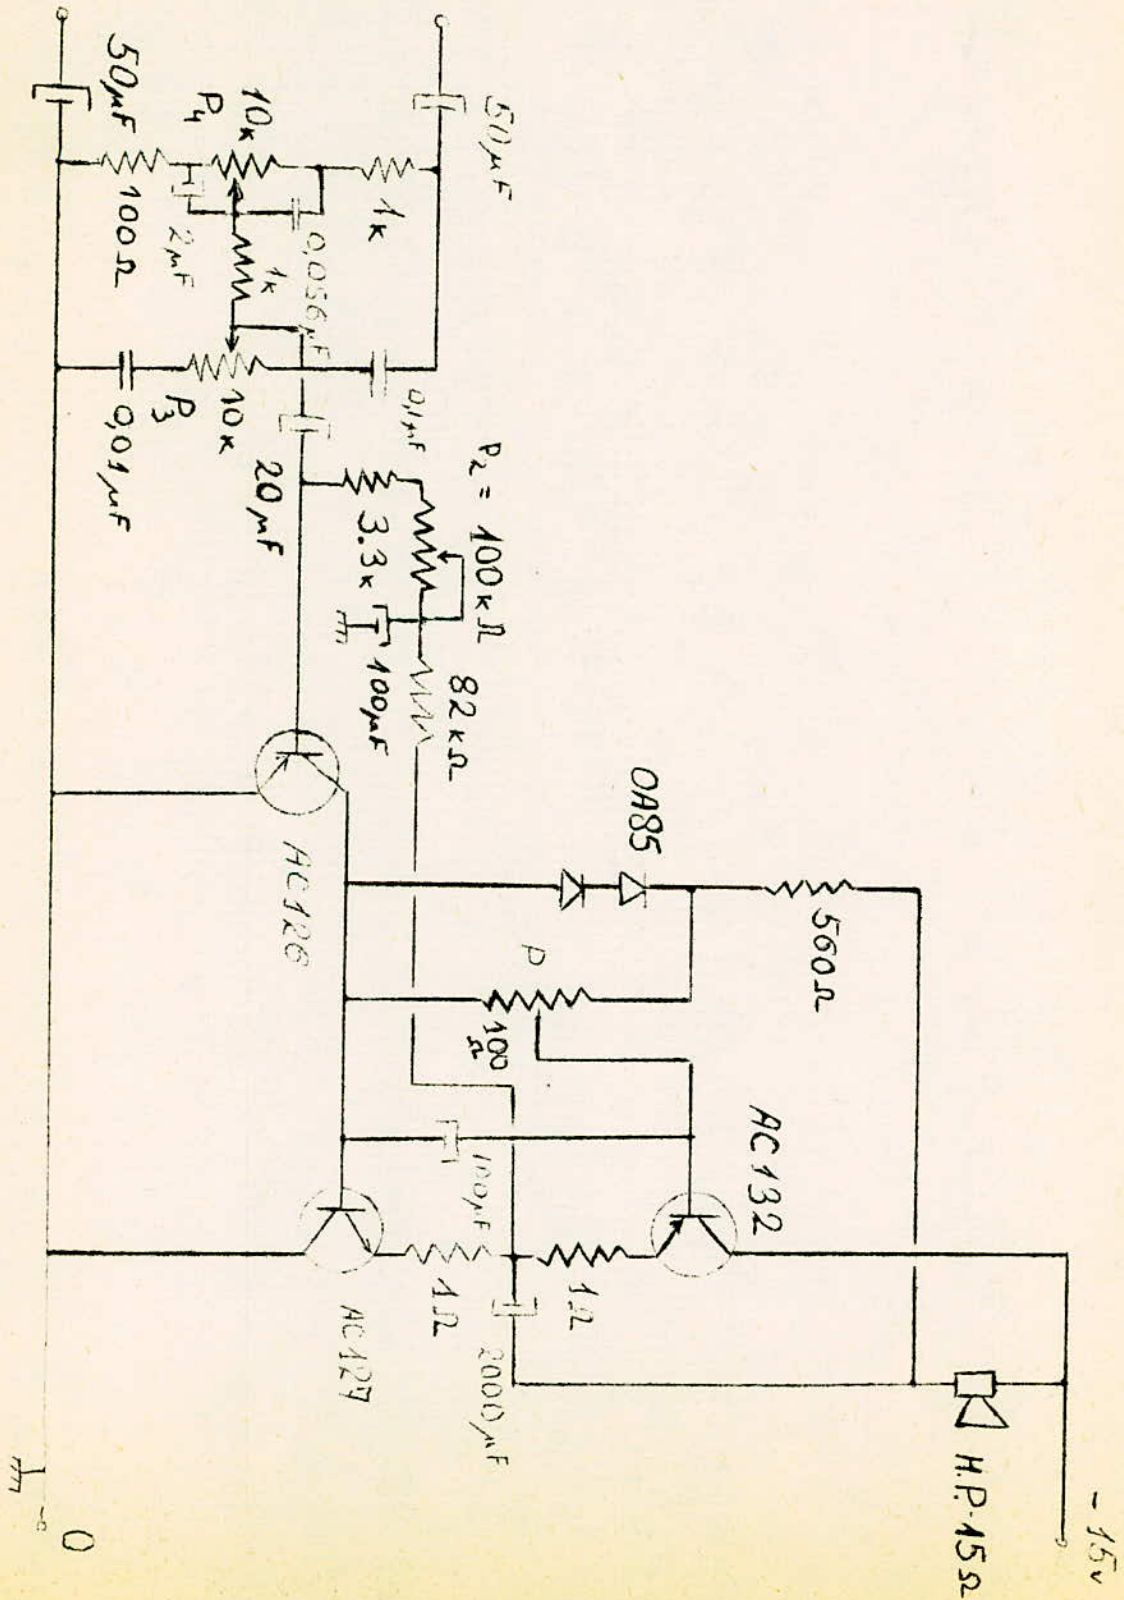 50µF
50µF
1K
10K
P4
100Ω
2µF
0,056µF
1K
0,1µF
10K
P3
0,01µF
20µF
P2 = 100KΩ
3.3K
100µF
82KΩ
AC126
OA85
560Ω
P
100Ω
AC132
100µF
1Ω
1Ω
AC127
2000µF
H.P.15Ω
- 15v
0